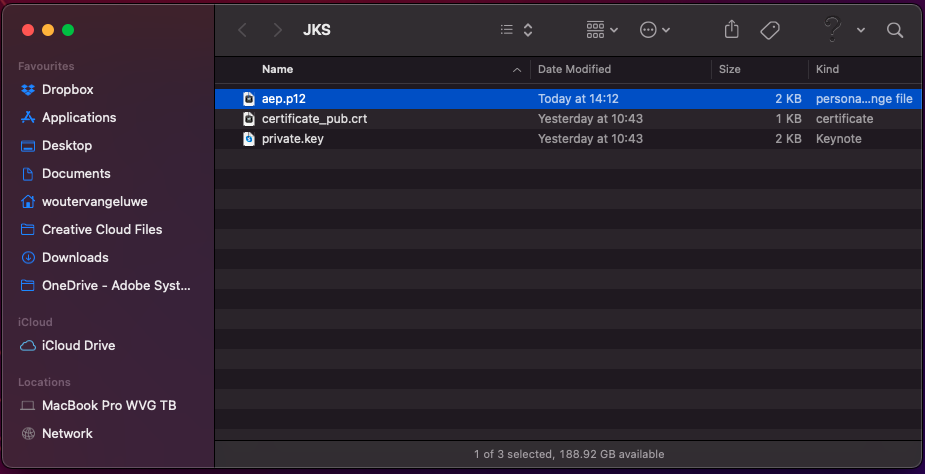 JKS
Favourites
Dropbox
Applications
Desktop
Documents
woutervangeluwe
Creative Cloud Files
Downloads
OneDrive - Adobe Syst...
iCloud
iCloud Drive
Locations
MacBook Pro WVG TB
Network
Name Date Modified Size Kind
aep.p12 Today at 14:12 2 KB persona...nge file
certificate_pub.crt Yesterday at 10:43 1 KB certificate
private.key Yesterday at 10:43 2 KB Keynote
1 of 3 selected, 188.92 GB available